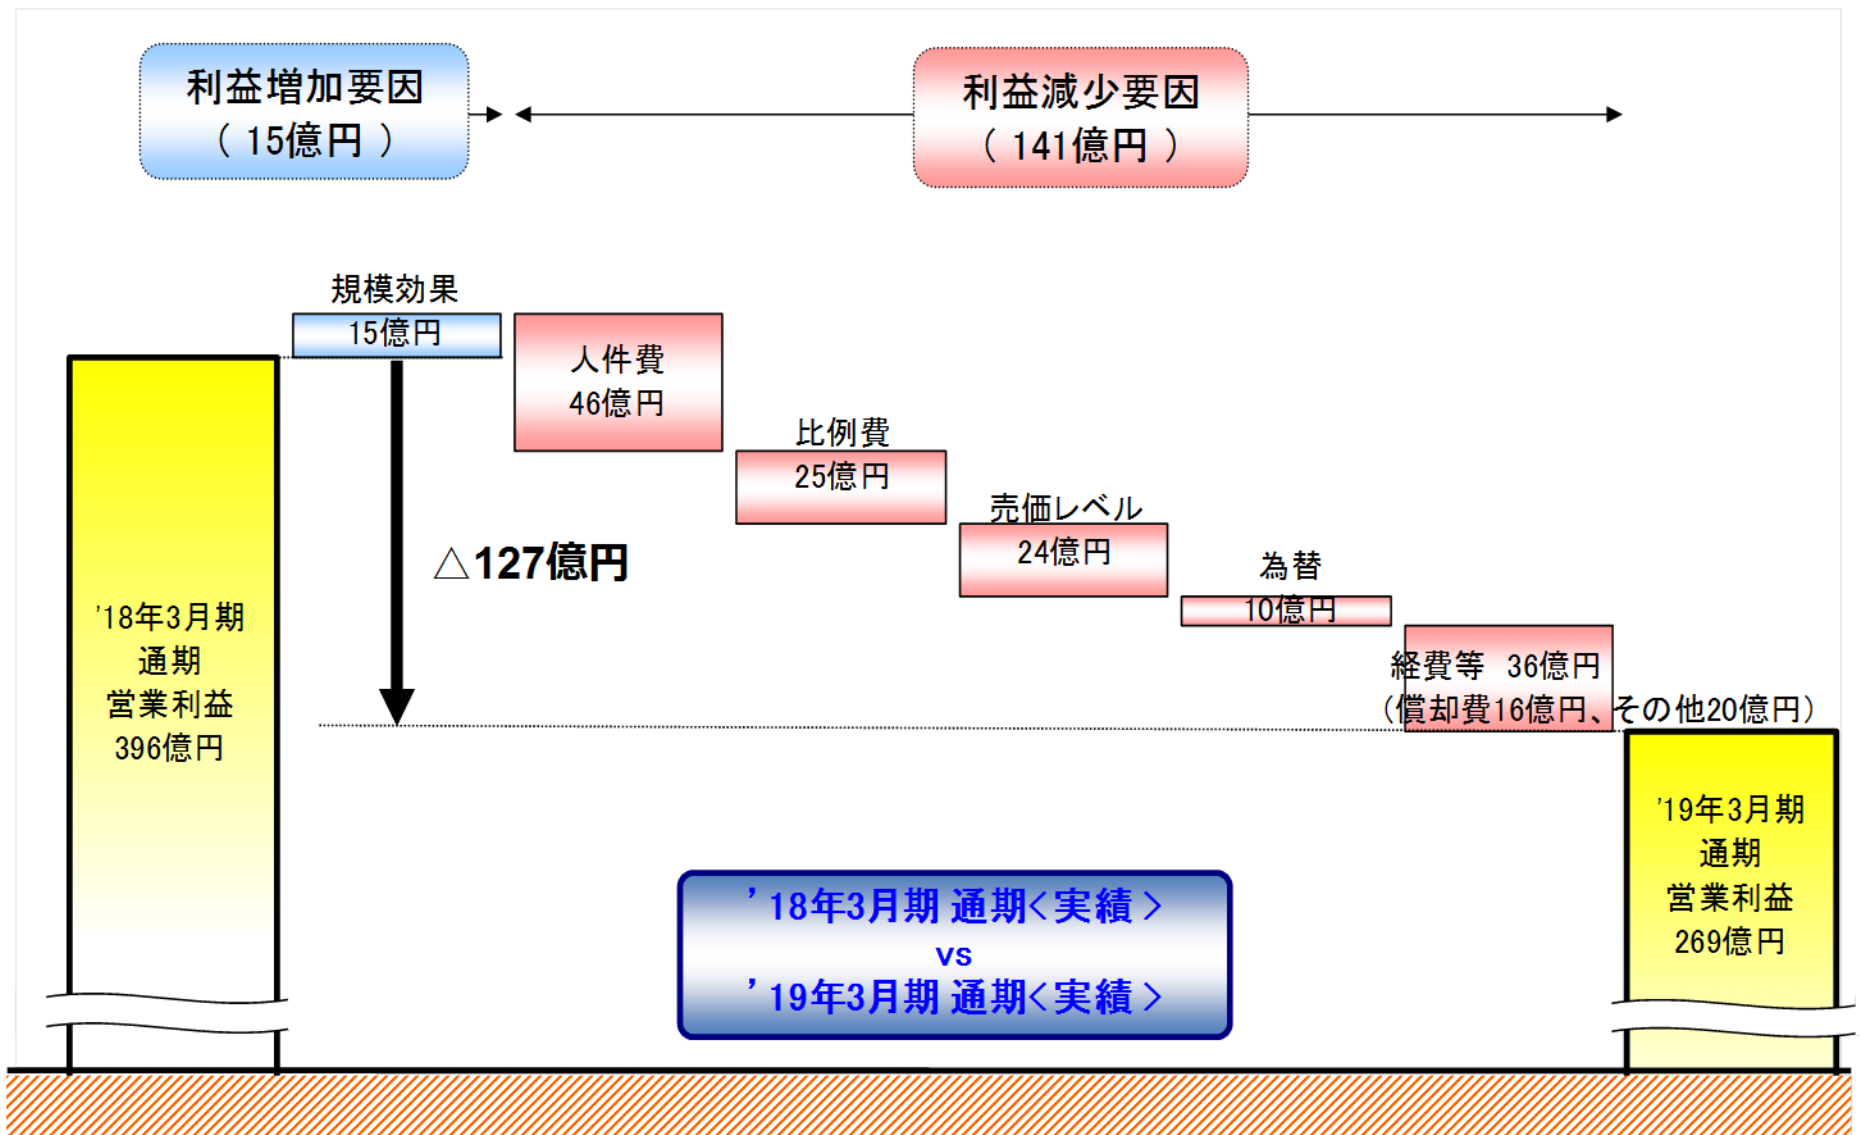 利益増加要因
（ 15億円 ）
利益減少要因
（ 141億円 ）
規模効果
15億円
人件費
46億円
比例費
25億円
売価レベル
24億円
為替
10億円
経費等 36億円
（償却費16億円、その他20億円）
△127億円
'18年3月期
通期
営業利益
396億円
'19年3月期
通期
営業利益
269億円
’18年3月期 通期＜実績＞
vs
’19年3月期 通期＜実績＞